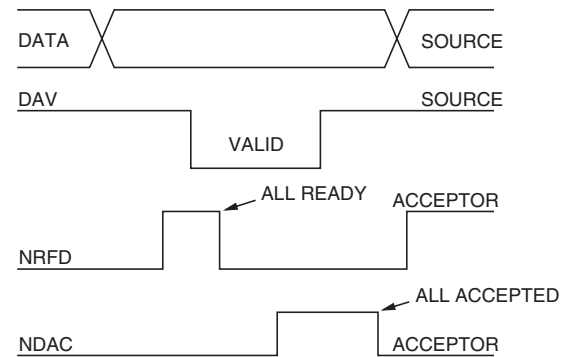 DATA
SOURCE
DAV
SOURCE
VALID
ALL READY
ACCEPTOR
NRFD
ALL ACCEPTED
NDAC
ACCEPTOR